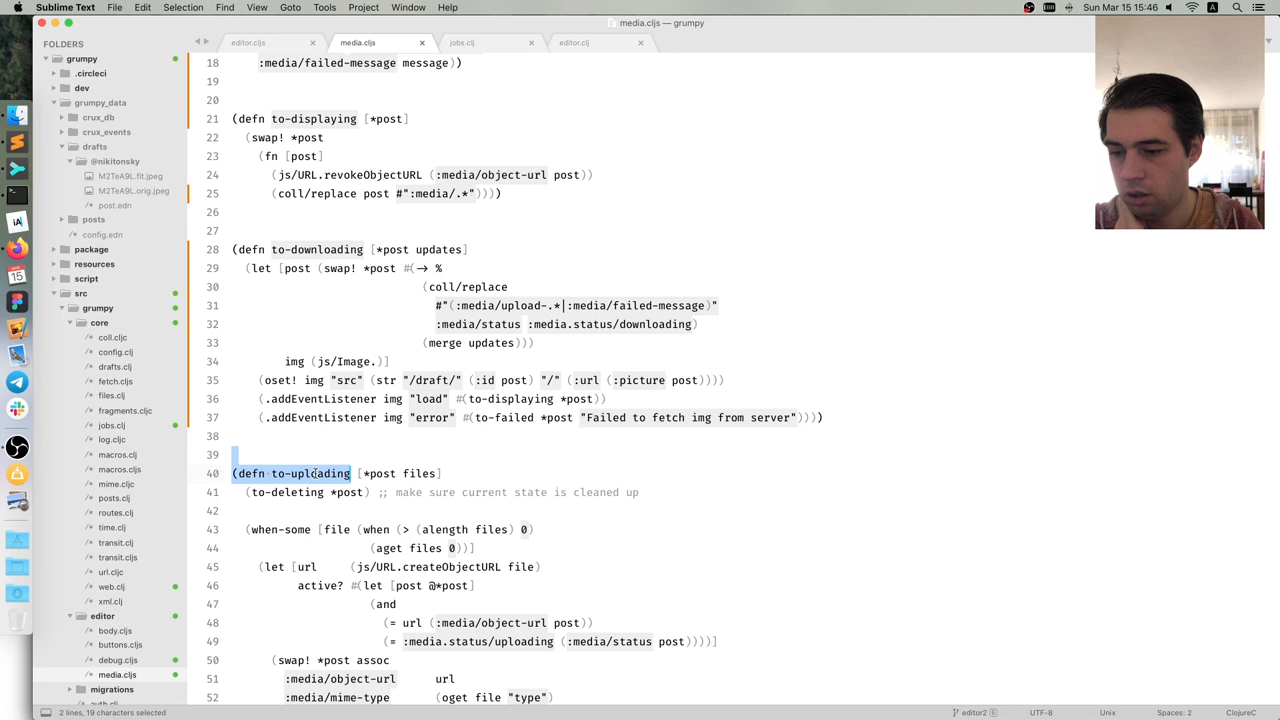 Sublime Text File Edit Selection Find View Goto Tools Project Window Help
Sun Mar 15 15:46
media.cljs — grumpy
FOLDERS
grumpy
.circleci
dev
grumpy_data
crux_db
crux_events
drafts
@nikitonsky
M2TeA9L.fit.jpeg
M2TeA9L.orig.jpeg
post.edn
posts
config.edn
package
resources
script
src
grumpy
core
coll.cljc
config.clj
drafts.clj
fetch.cljs
files.clj
fragments.cljc
jobs.clj
log.cljc
macros.clj
macros.cljs
mime.cljc
posts.clj
routes.clj
time.cljc
transit.clj
transit.cljs
url.cljc
web.clj
xml.clj
editor
body.cljs
buttons.cljs
debug.cljs
media.cljs
migrations
editor.cljs media.cljs jobs.clj editor.clj
18 :media/failed-message message))
19
20
21 (defn to-displaying [*post]
22 (swap! *post
23 (fn [post]
24 (js/URL.revokeObjectURL (:media/object-url post))
25 (coll/replace post #":media/.*"))))
26
27
28 (defn to-downloading [*post updates]
29 (let [post (swap! *post #(-> %
30 (coll/replace
31 #"(:media/upload-.*|:media/failed-message)"
32 :media/status :media.status/downloading)
33 (merge updates)))
34 img (js/Image.)]
35 (oset! img "src" (str "/draft/" (:id post) "/" (:url (:picture post))))
36 (.addEventListener img "load" #(to-displaying *post))
37 (.addEventListener img "error" #(to-failed *post "Failed to fetch img from server"))))
38
39
40 (defn to-uploading [*post files]
41 (to-deleting *post) ;; make sure current state is cleaned up
42
43 (when-some [file (when (> (alength files) 0)
44 (aget files 0))]
45 (let [url (js/URL.createObjectURL file)
46 active? #(let [post @*post]
47 (and
48 (= url (:media/object-url post))
49 (= :media.status/uploading (:media/status post))))]
50 (swap! *post assoc
51 :media/object-url url
52 :media/mime-type (oget file "type")
2 lines, 19 characters selected
editor2 6 UTF-8 Unix Spaces: 2 ClojureC